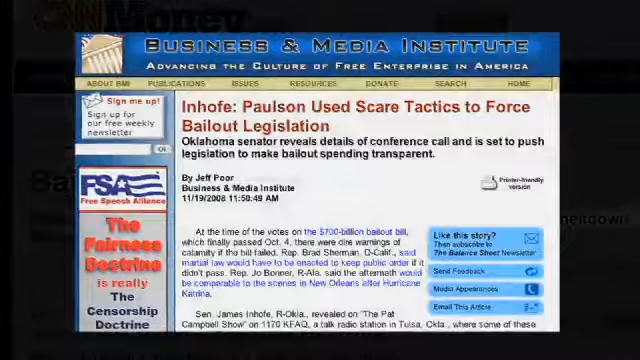 BUSINESS & MEDIA INSTITUTE
ADVANCING THE CULTURE OF FREE ENTERPRISE IN AMERICA
ABOUT BMI PUBLICATIONS ISSUES RESOURCES DONATE SEARCH HOME
Sign me up!
Sign up for
our free weekly
newsletter
FSA
Free Speech Alliance
The
Fairness
Doctrine
is really
The
Censorship
Doctrine
Inhofe: Paulson Used Scare Tactics to Force
Bailout Legislation
Oklahoma senator reveals details of conference call and is set to push
legislation to make bailout spending transparent.
By Jeff Poor
Business & Media Institute
11/19/2008 11:50:49 AM
Printer-friendly
version
At the time of the votes on the $700-billion bailout bill,
which finally passed Oct. 4, there were dire warnings of
calamity if the bill failed. Rep. Brad Sherman, D-Calif., said
martial law would have to be enacted to keep public order if it
didn't pass. Rep. Jo Bonner, R-Ala. said the aftermath would
be comparable to the scenes in New Orleans after Hurricane
Katrina.
Like this story?
Then subscribe to
The Balance Sheet Newsletter
Send Feedback
Media Appearances
Email This Article
Sen. James Inhofe, R-Okla., revealed on "The Pat
Campbell Show" on 1170 KFAQ, a talk radio station in Tulsa, Okla., where some of these